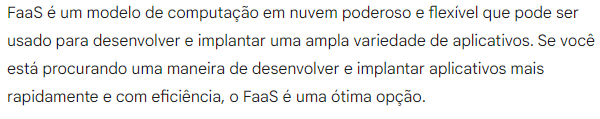 FaaS é um modelo de computação em nuvem poderoso e flexível que pode ser
usado para desenvolver e implantar uma ampla variedade de aplicativos. Se você
está procurando uma maneira de desenvolver e implantar aplicativos mais
rapidamente e com eficiência, o FaaS é uma ótima opção.